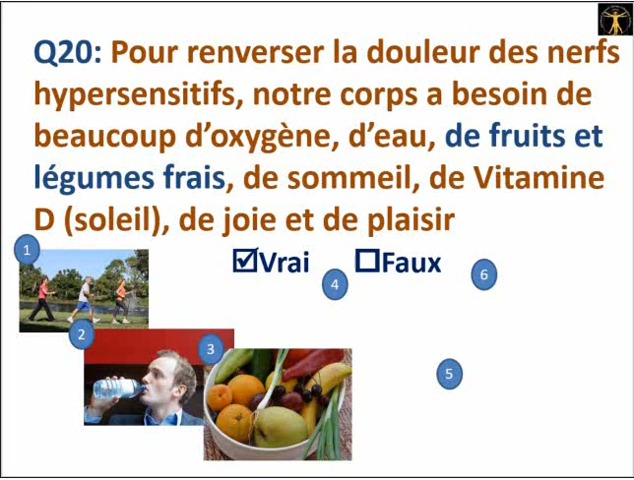 Q20: Pour renverser la douleur des nerfs
hypersensitifs, notre corps a besoin de
beaucoup d’oxygène, d’eau, de fruits et
légumes frais, de sommeil, de Vitamine
D (soleil), de joie et de plaisir
1
☑Vrai ☐Faux
4
6
2
3
5